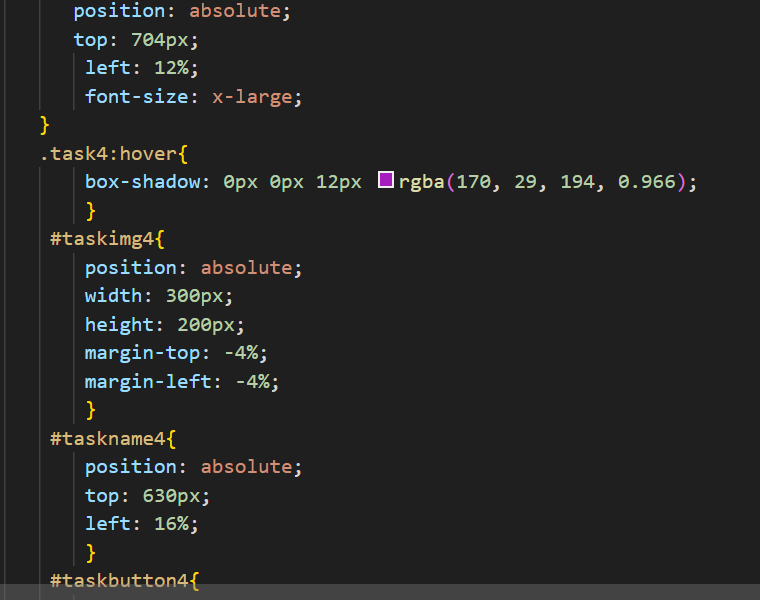 position: absolute;
top: 704px;
left: 12%;
font-size: x-large;
}
.task4:hover{
box-shadow: 0px 0px 12px rgba(170, 29, 194, 0.966);
}
#taskimg4{
position: absolute;
width: 300px;
height: 200px;
margin-top: -4%;
margin-left: -4%;
}
#taskname4{
position: absolute;
top: 630px;
left: 16%;
}
#taskbutton4{